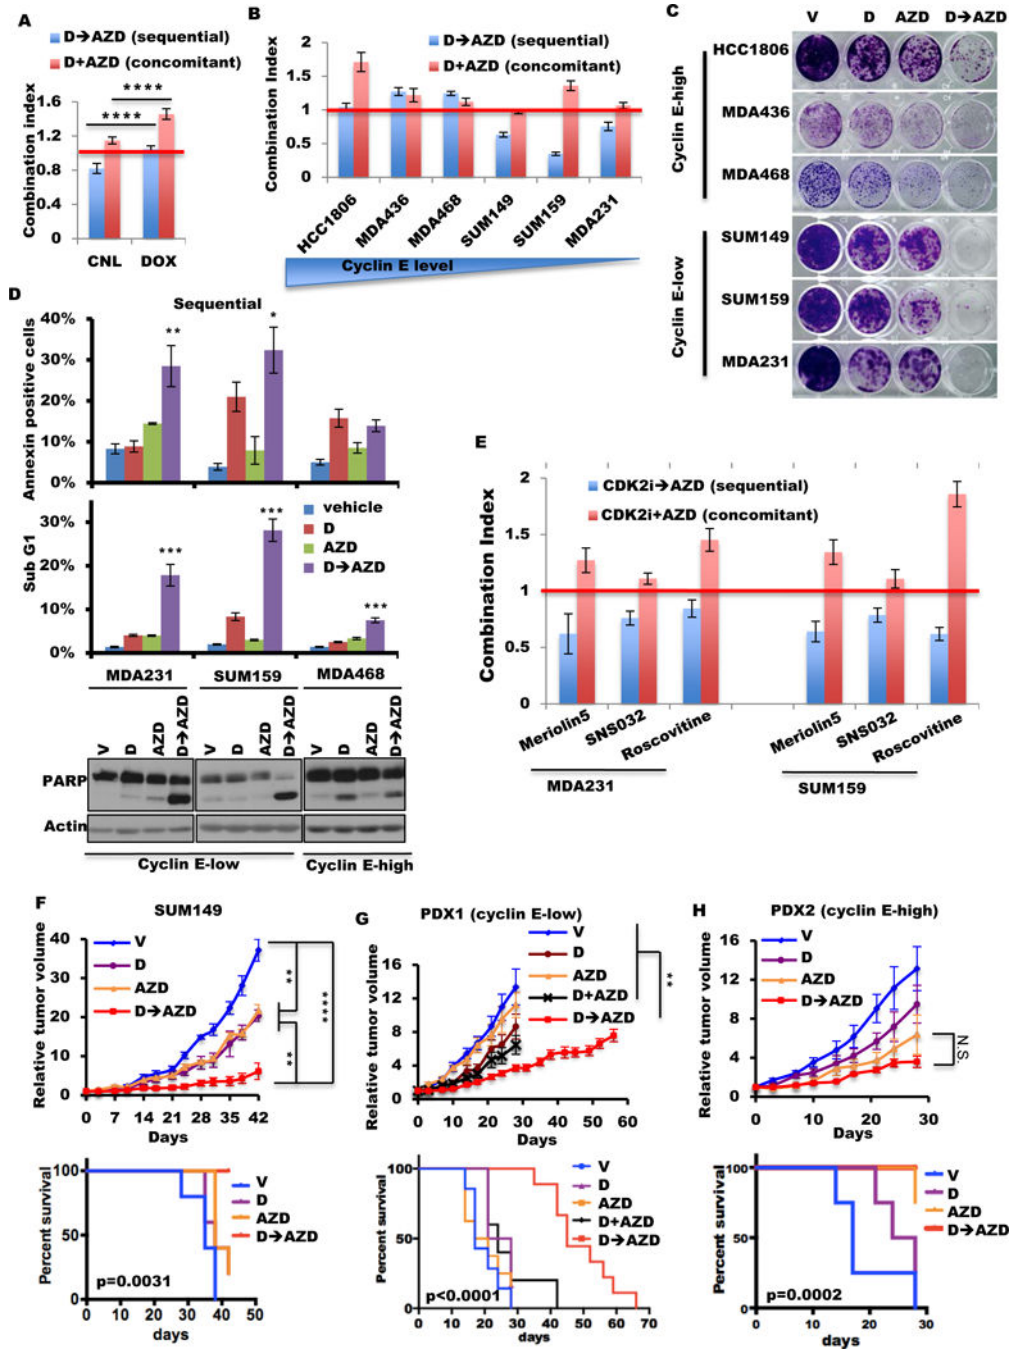 A
D→AZD (sequential)
D+AZD (concomitant)
Combination index
1.6
1.2
0.8
0.4
0
****
****
CNL DOX
B
Combination Index
2
1.5
1
0.5
0
D→AZD (sequential)
D+AZD (concomitant)
HCC1806 MDA436 MDA468 SUM149 SUM159 MDA231
Cyclin E level
C
V D AZD D→AZD
Cyclin E-high
HCC1806
MDA436
MDA468
Cyclin E-low
SUM149
SUM159
MDA231
D
Sequential
Annexin positive cells
40%
30%
20%
10%
0%
** *
Sub G1
30%
20%
10%
0%
vehicle
D
AZD
D→AZD
*** *** ***
MDA231 SUM159 MDA468
V D AZD D→AZD V D AZD D→AZD V D AZD D→AZD
PARP
Actin
Cyclin E-low Cyclin E-high
E
Combination Index
2
1.5
1
0.5
0
CDK2i→AZD (sequential)
CDK2i+AZD (concomitant)
Meriolin5 SNS032 Roscovitine Meriolin5 SNS032 Roscovitine
MDA231 SUM159
F
SUM149
Relative tumor volume
40
30
20
10
0
V
D
AZD
D→AZD
**
**
****
0 7 14 21 28 35 42
Days
Percent survival
100
50
0
V
D
AZD
D→AZD
p=0.0031
0 10 20 30 40 50
days
G
PDX1 (cyclin E-low)
Relative tumor volume
16
12
8
4
0
V
D
AZD
D+AZD
D→AZD
**
0 10 20 30 40 50 60
Days
Percent survival
100
50
0
V
D
AZD
D+AZD
D→AZD
p<0.0001
0 10 20 30 40 50 60 70
days
H
PDX2 (cyclin E-high)
Relative tumor volume
16
12
8
4
0
V
D
AZD
D→AZD
N.S
0 10 20 30
Days
Percent survival
100
50
0
V
D
AZD
D→AZD
p=0.0002
0 10 20 30
days